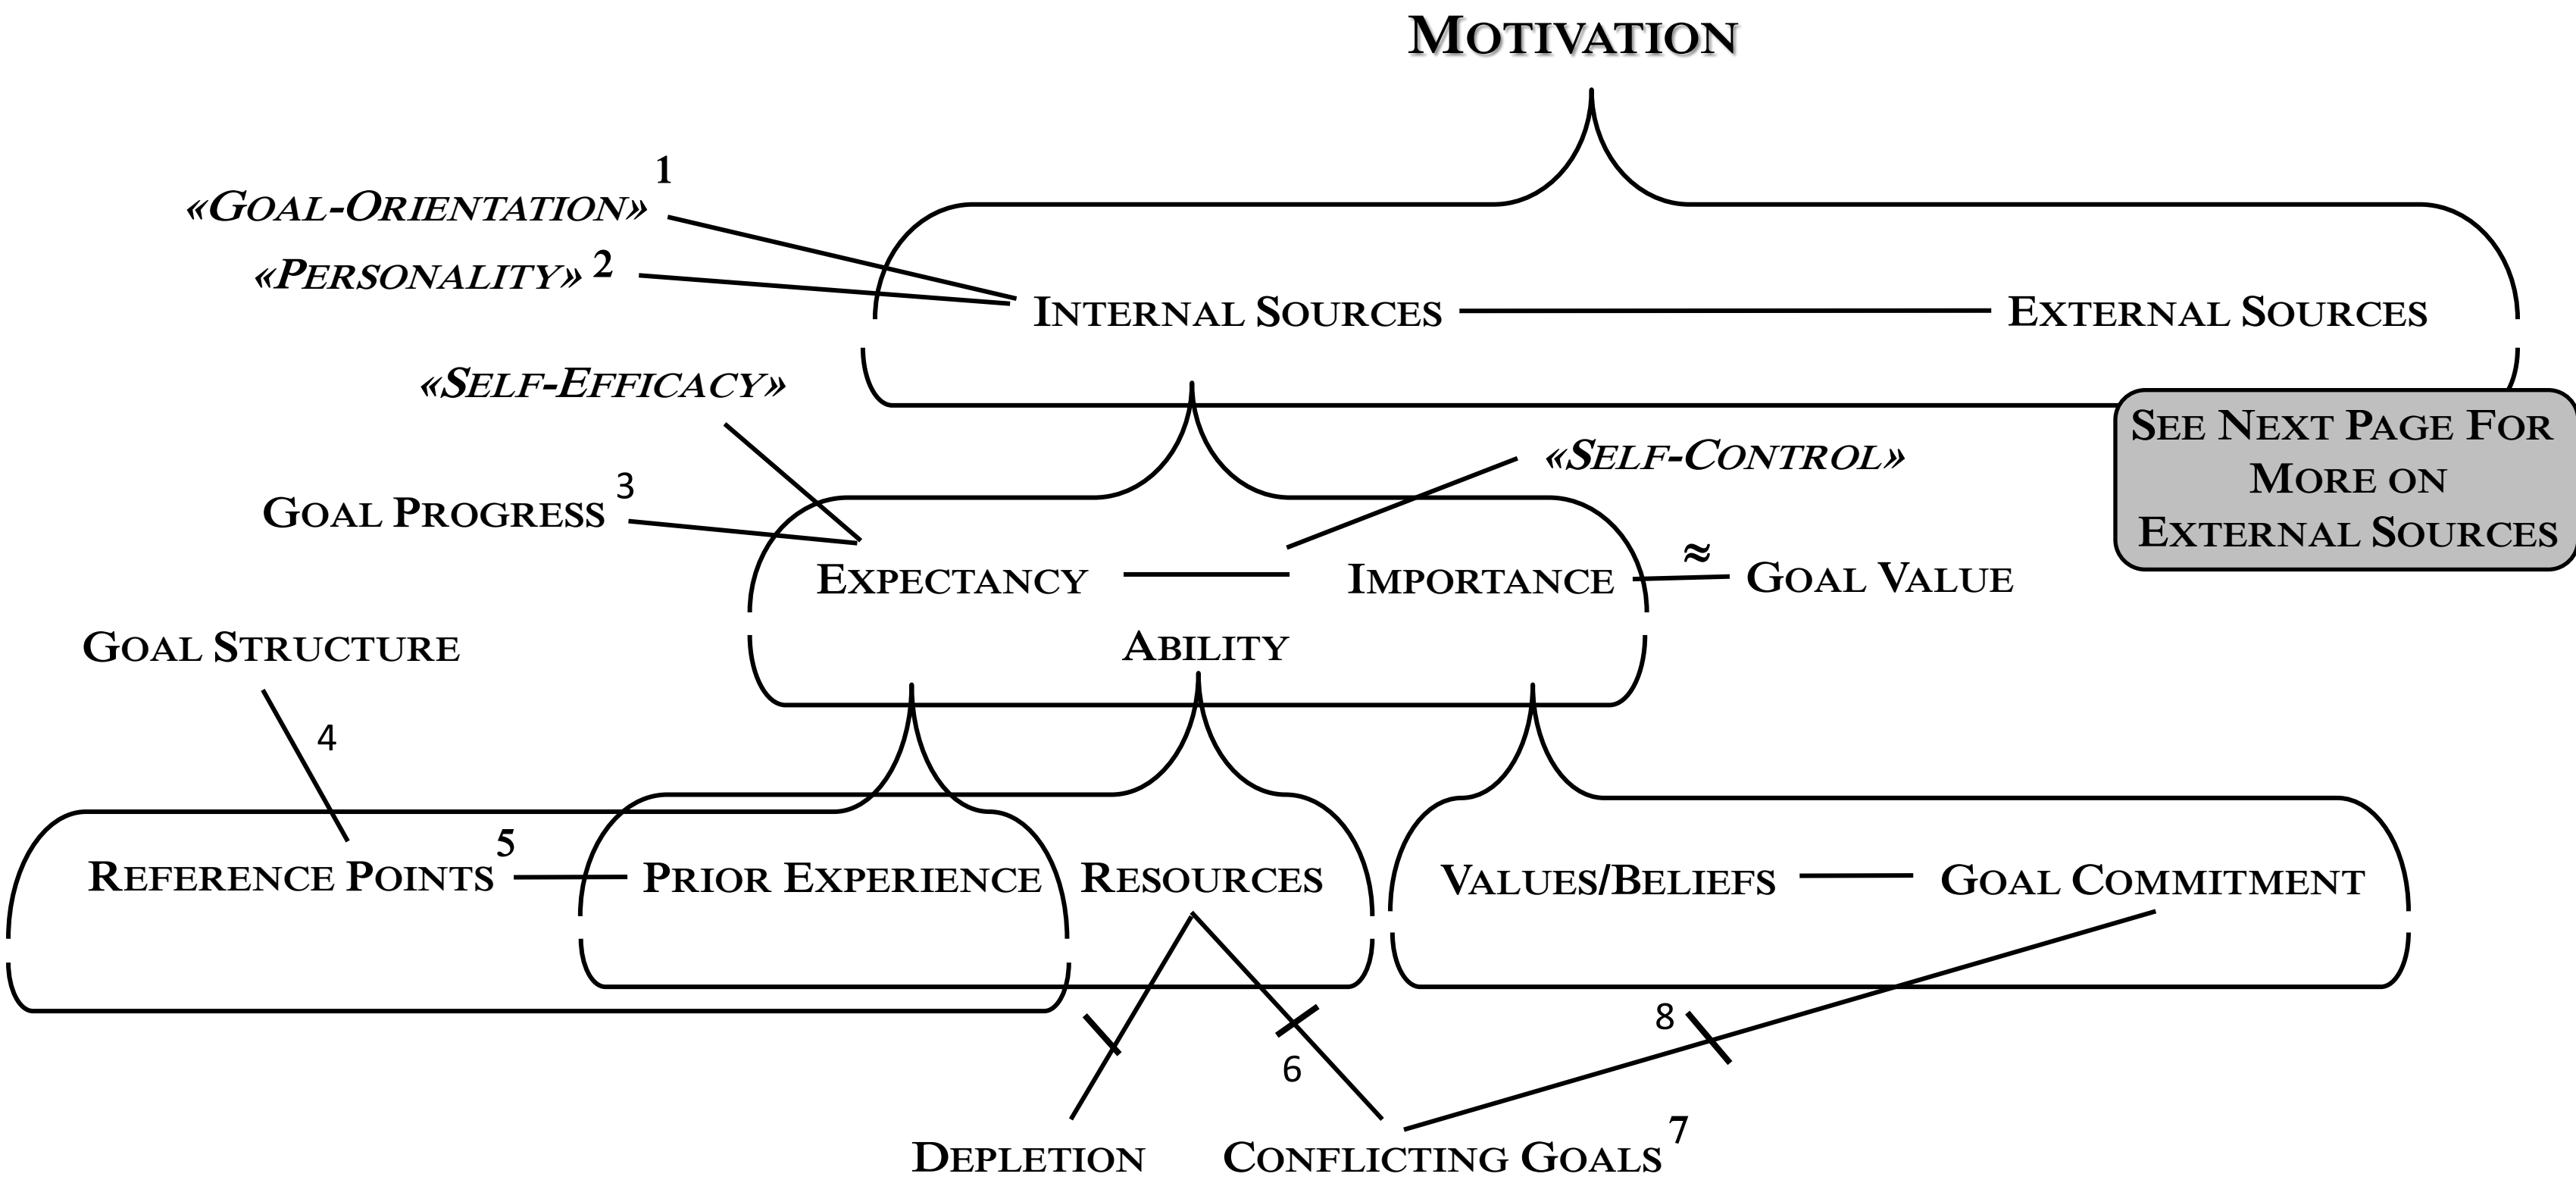 MOTIVATION
«GOAL-ORIENTATION» 1
«PERSONALITY» 2
INTERNAL SOURCES
EXTERNAL SOURCES
«SELF-EFFICACY»
SEE NEXT PAGE FOR
MORE ON
EXTERNAL SOURCES
«SELF-CONTROL»
GOAL PROGRESS 3
EXPECTANCY
IMPORTANCE
≈
GOAL VALUE
ABILITY
GOAL STRUCTURE
4
REFERENCE POINTS 5
PRIOR EXPERIENCE
RESOURCES
VALUES/BELIEFS
GOAL COMMITMENT
8
6
DEPLETION
CONFLICTING GOALS 7